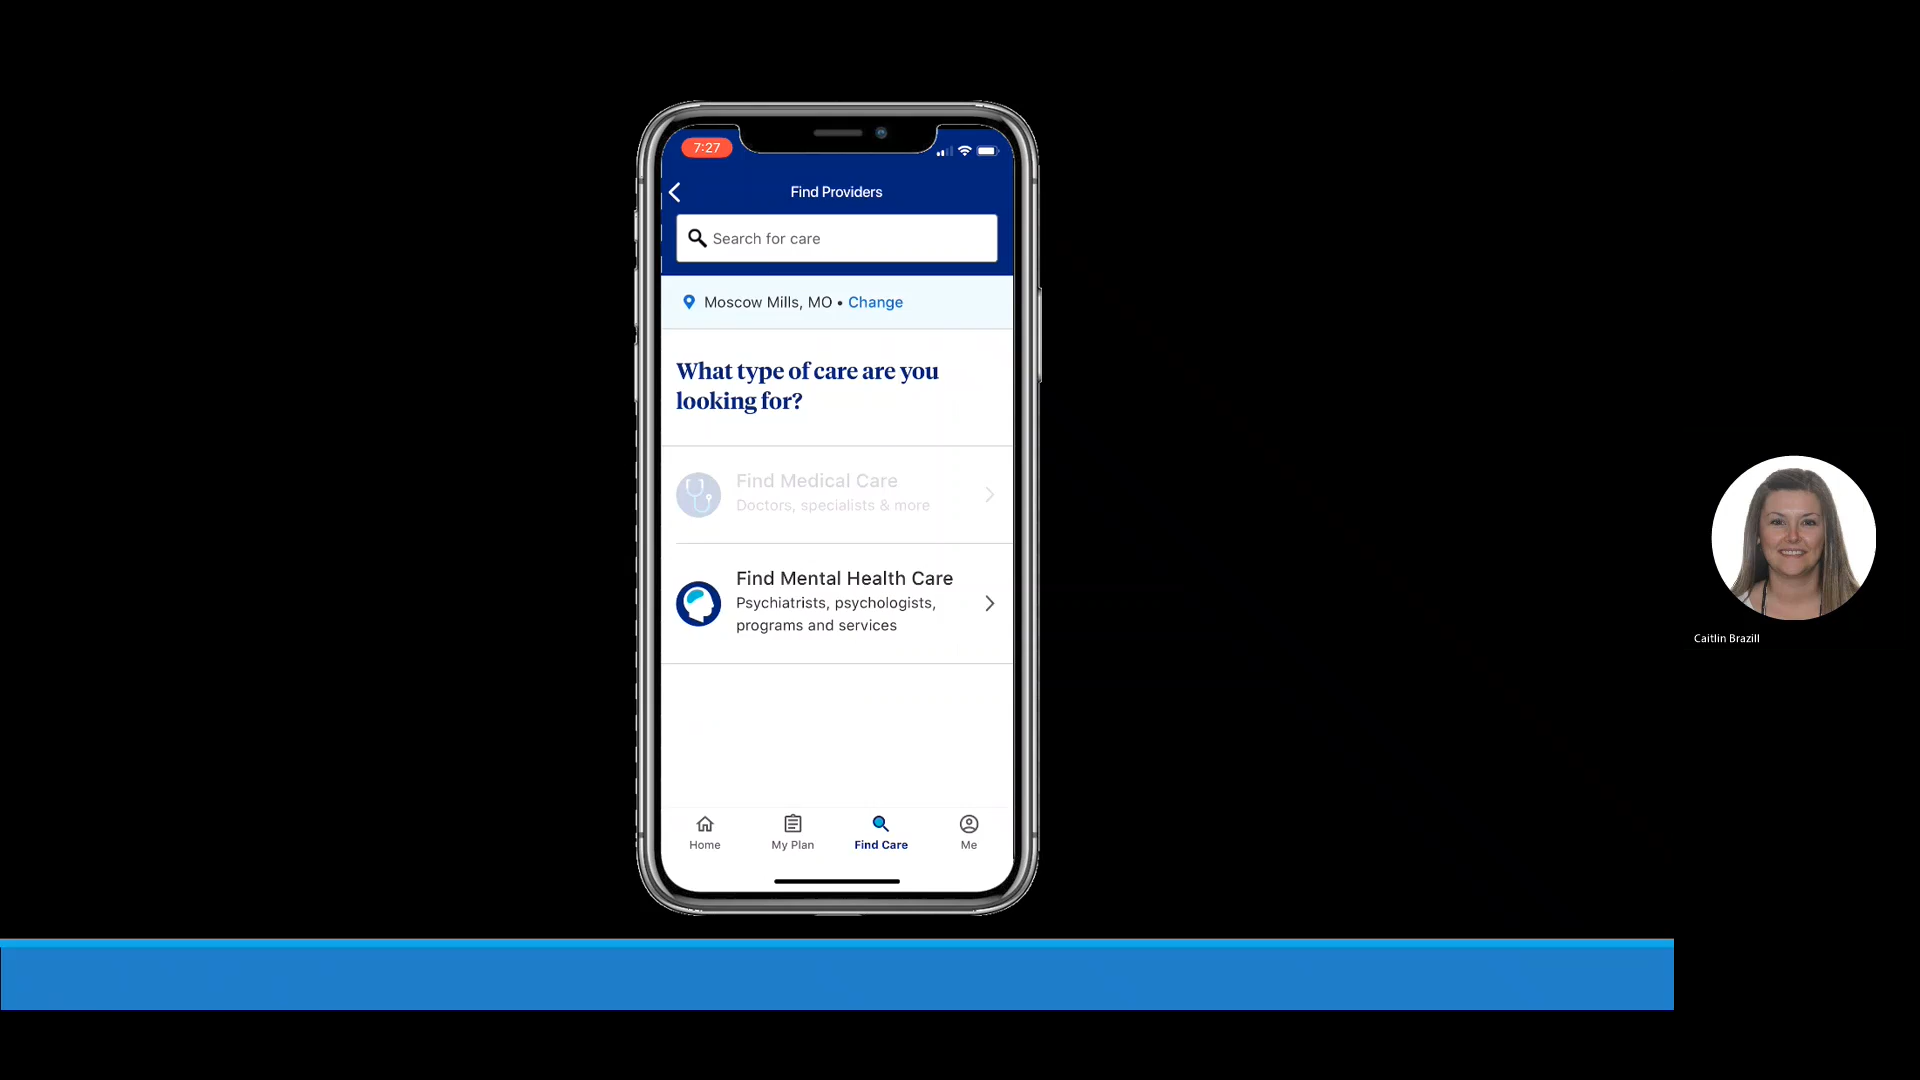 7:27
Find Providers
Search for care
Moscow Mills, MO • Change
What type of care are you
looking for?
Find Medical Care
Doctors, specialists & more
Find Mental Health Care
Psychiatrists, psychologists,
programs and services
Home
My Plan
Find Care
Me
Caitlin Brazill